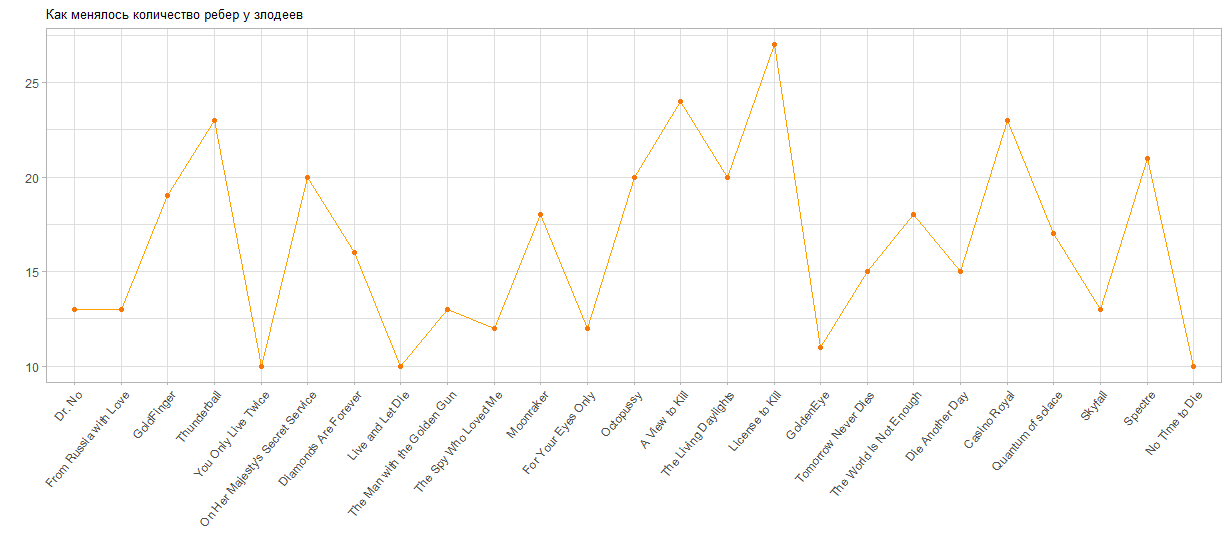 Как менялось количество ребер у злодеев
25
20
15
10
Dr. No
From Russia with Love
GoldFinger
Thunderball
You Only Live Twice
On Her Majesty's Secret Service
Diamonds Are Forever
Live and Let Die
The Man with the Golden Gun
The Spy Who Loved Me
Moonraker
For Your Eyes Only
Octopussy
A View to Kill
The Living Daylights
License to Kill
GoldenEye
Tomorrow Never Dies
The World Is Not Enough
Die Another Day
Casino Royal
Quantum of solace
Skyfall
Spectre
No Time to Die